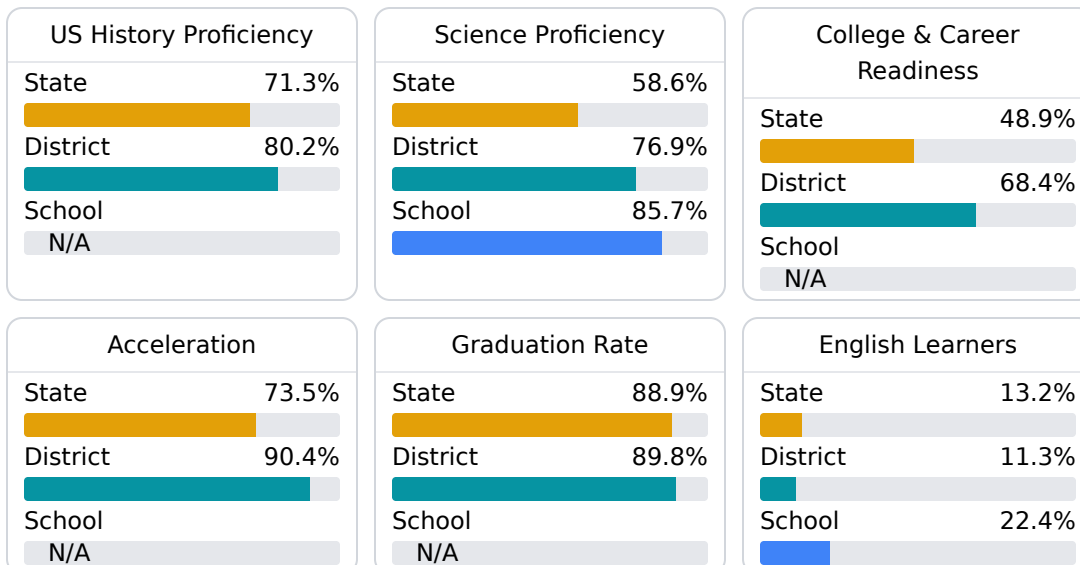 US History Proficiency
State 71.3%
District 80.2%
School
N/A
Science Proficiency
State 58.6%
District 76.9%
School 85.7%
College & Career
Readiness
State 48.9%
District 68.4%
School
N/A
Acceleration
State 73.5%
District 90.4%
School
N/A
Graduation Rate
State 88.9%
District 89.8%
School
N/A
English Learners
State 13.2%
District 11.3%
School 22.4%